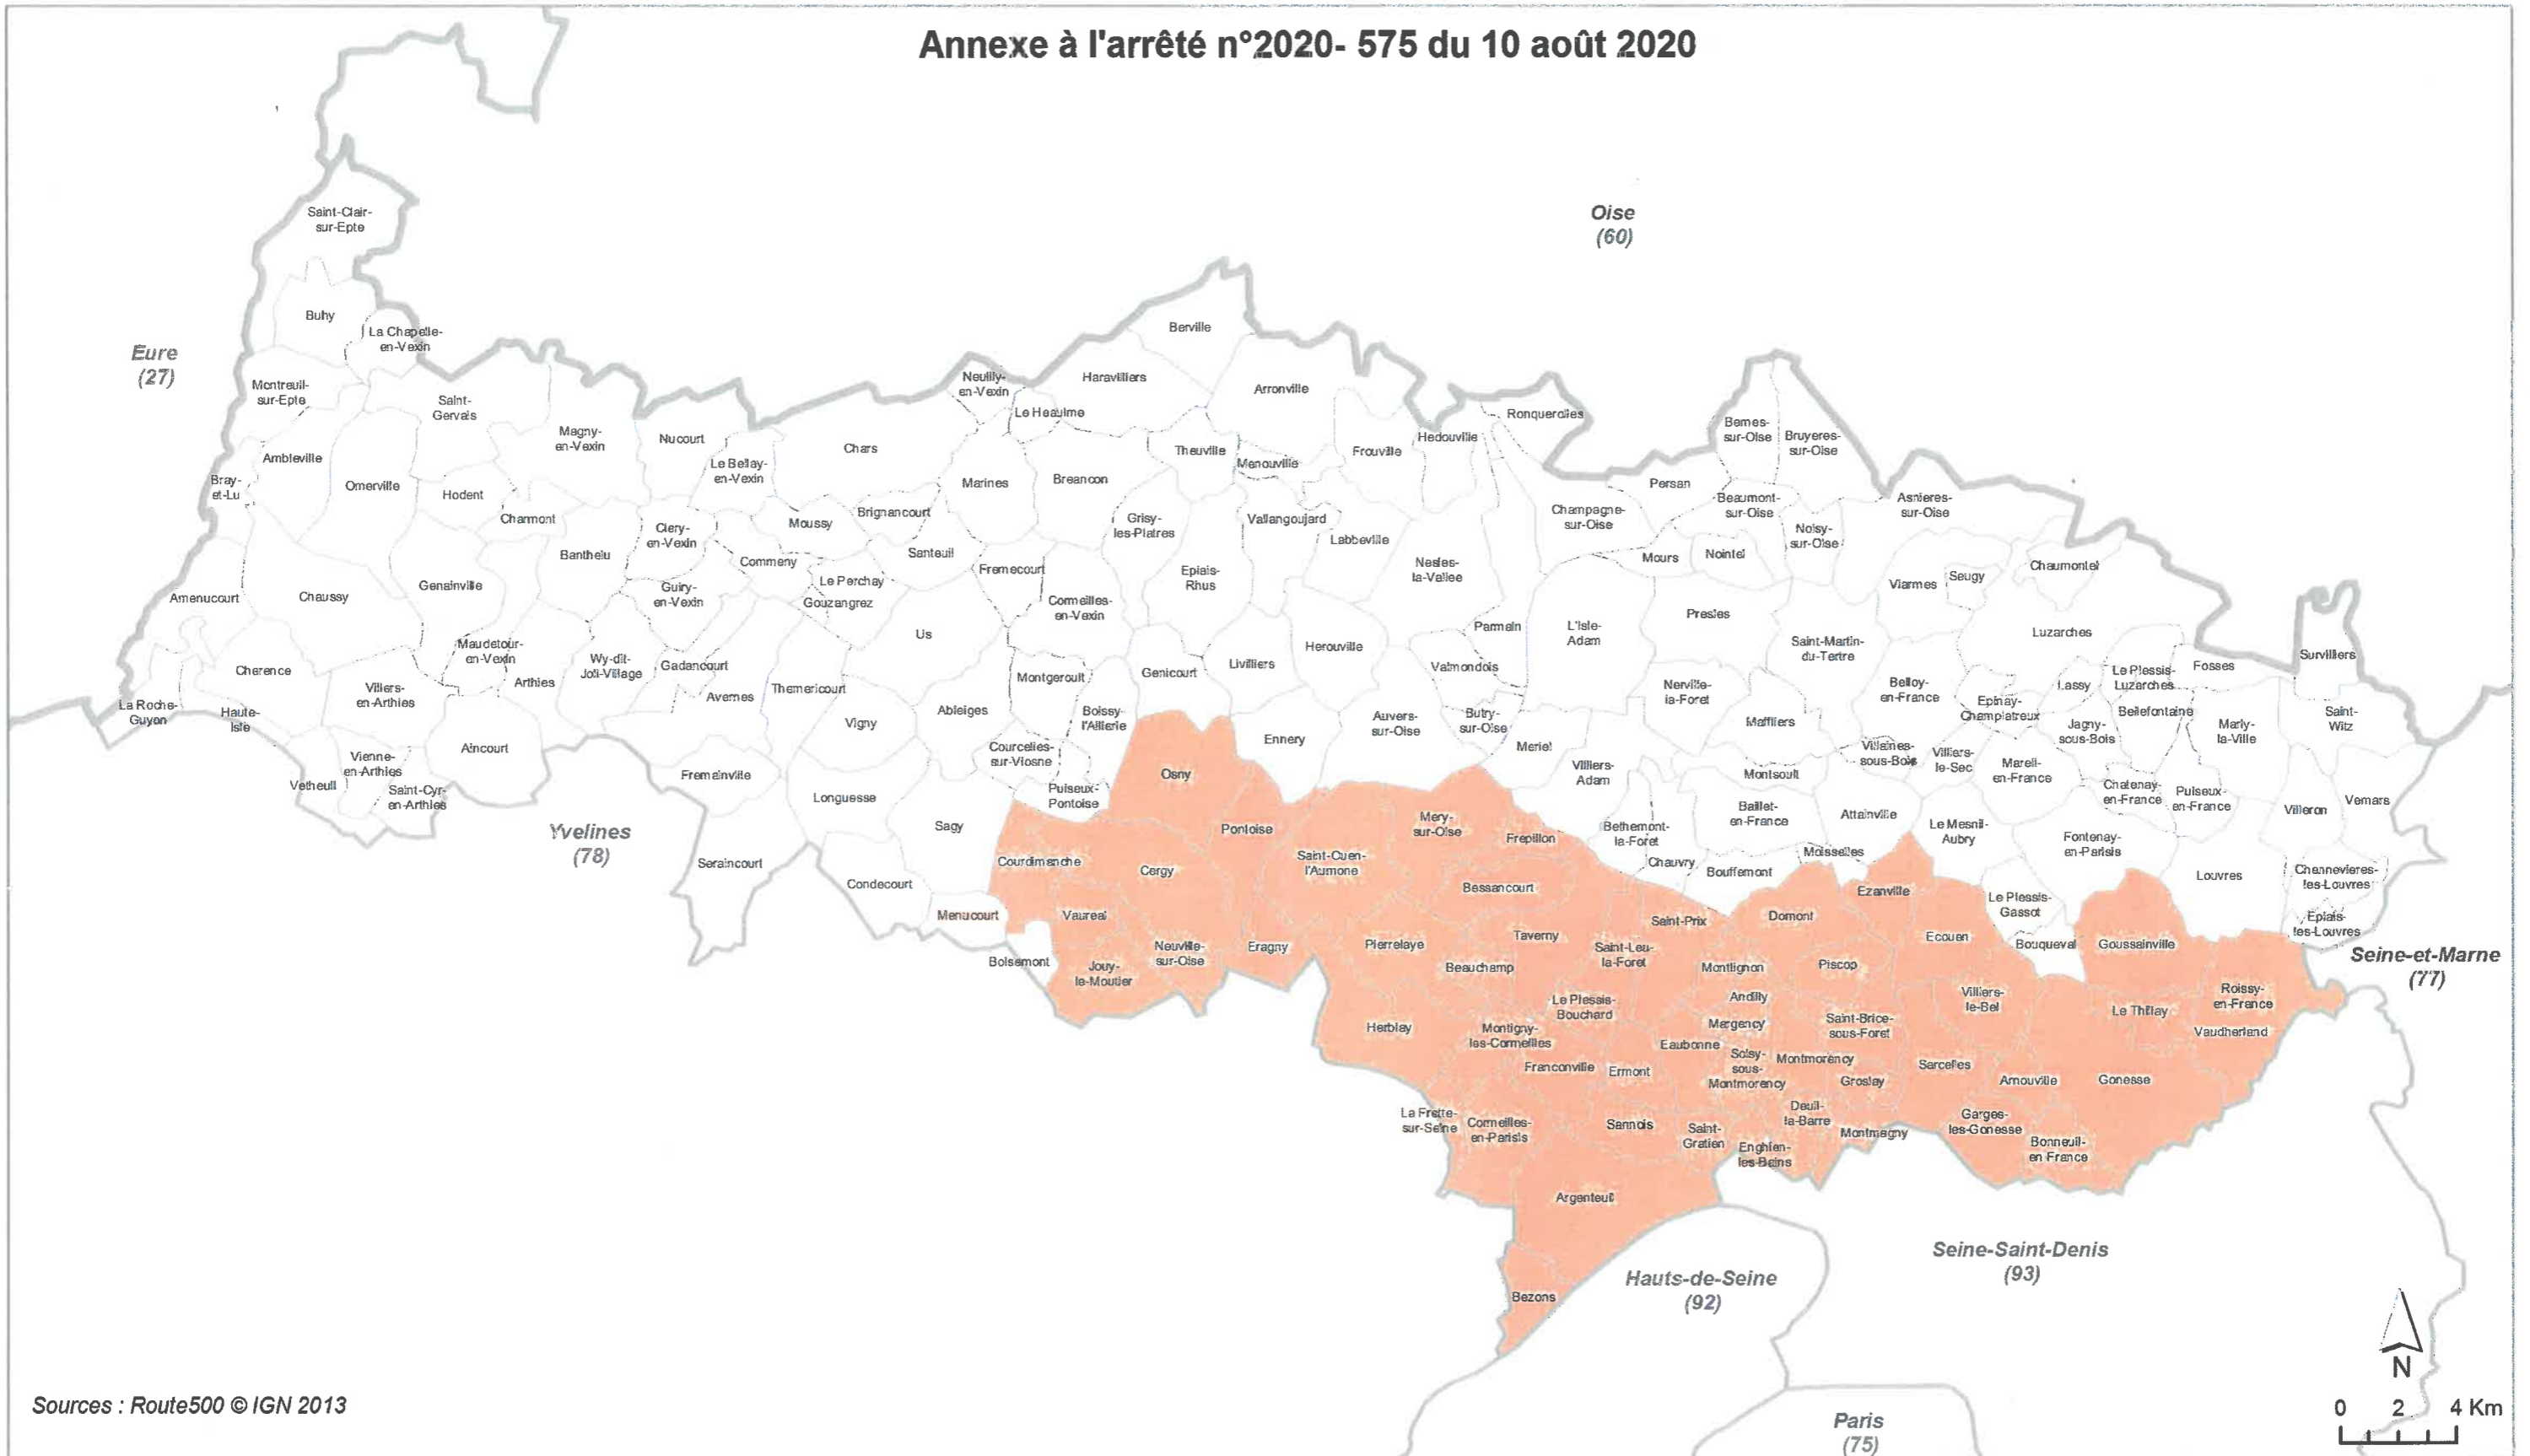 Annexe à l'arrêté n°2020- 575 du 10 août 2020
Oise
(60)
Eure
(27)
Saint-Clair-
sur-Epte
Buhy
La Chapelle-
en-Vexin
Montreuil-
sur-Epte
Saint-
Gervais
Magny-
en-Vexin
Nucourt
Le Bellay-
en-Vexin
Chars
Neuilly-
en-Vexin
Le Heaulme
Haravilliers
Berville
Arronville
Theuville
Menouville
Frouville
Hedouville
Ronquerolles
Bernes-
sur-Oise
Bruyeres-
sur-Oise
Persan
Beaumont-
sur-Oise
Asnieres-
sur-Oise
Ambleville
Bray-
et-Lu
Omerville
Hodent
Charmont
Banthelu
Clery-
en-Vexin
Moussy
Brignancourt
Marines
Breancon
Grisy-
les-Platres
Vallangoujard
Labbeville
Nesles-
la-Vallee
Champagne-
sur-Oise
Mours
Nointel
Noisy-
sur-Oise
Viarmes
Seugy
Chaumontel
Amenucourt
Chaussy
Genainville
Guiry-
en-Vexin
Commeny
Le Perchay
Gouzangrez
Santeuil
Fremecourt
Cormeilles-
en-Vexin
Epiais-
Rhus
Us
Herouville
Parmain
L'Isle-
Adam
Presles
Saint-Martin-
du-Tertre
Luzarches
Survilliers
Cherence
Villers-
en-Arthies
Maudetour-
en-Vexin
Arthies
Wy-dit-
Joli-Village
Gadancourt
Avernes
Themericourt
Vigny
Ableiges
Montgeroult
Boissy-
l'Aillerie
Genicourt
Livilliers
Valmondois
Nerville-
la-Foret
Belloy-
en-France
Lassy
Le Plessis-
Luzarches
Fosses
La Roche-
Guyon
Haute-
Isle
Epinay-
Champlatreux
Jagny-
sous-Bois
Bellefontaine
Marly-
la-Ville
Saint-
Witz
Vetheuil
Vienne-
en-Arthies
Saint-Cyr-
en-Arthies
Aincourt
Fremainville
Longuesse
Courcelles-
sur-Viosne
Puiseux-
Pontoise
Osny
Ennery
Auvers-
sur-Oise
Butry-
sur-Oise
Meriel
Villiers-
Adam
Maffliers
Montsoult
Villaines-
sous-Bois
Villiers-
le-Sec
Mareil-
en-France
Chatenay-
en-France
Puiseux-
en-France
Villeron
Vemars
Yvelines
(78)
Seraincourt
Sagy
Condecourt
Menucourt
Boisemont
Courdimanche
Cergy
Pontoise
Saint-Ouen-
l'Aumone
Mery-
sur-Oise
Frepillon
Bethemont-
la-Foret
Chauvry
Baillet-
en-France
Bouffemont
Attainville
Moisselles
Le Mesnil-
Aubry
Fontenay-
en-Parisis
Louvres
Chennevieres-
les-Louvres
Epiais-
les-Louvres
Vaureal
Jouy-
le-Moutier
Neuville-
sur-Oise
Eragny
Bessancourt
Pierrelaye
Taverny
Beauchamp
Saint-Prix
Saint-Leu-
la-Foret
Domont
Ezanville
Ecouen
Le Plessis-
Gassot
Bouqueval
Goussainville
Seine-et-Marne
(77)
Montlignon
Piscop
Andilly
Margency
Saint-Brice-
sous-Foret
Villiers-
le-Bel
Le Thillay
Roissy-
en-France
Vaudherland
Herblay
Montigny-
les-Cormeilles
Le Plessis-
Bouchard
Franconville
Ermont
Eaubonne
Soisy-
sous-
Montmorency
Montmorency
Groslay
Sarcelles
Arnouville
Gonesse
La Frette-
sur-Seine
Cormeilles-
en-Parisis
Sannois
Saint-
Gratien
Enghien-
les-Bains
Deuil-
la-Barre
Montmagny
Garges-
les-Gonesse
Bonneuil-
en France
Argenteuil
Bezons
Hauts-de-Seine
(92)
Seine-Saint-Denis
(93)
Paris
(75)
N
0 2 4 Km
Sources : Route500 © IGN 2013